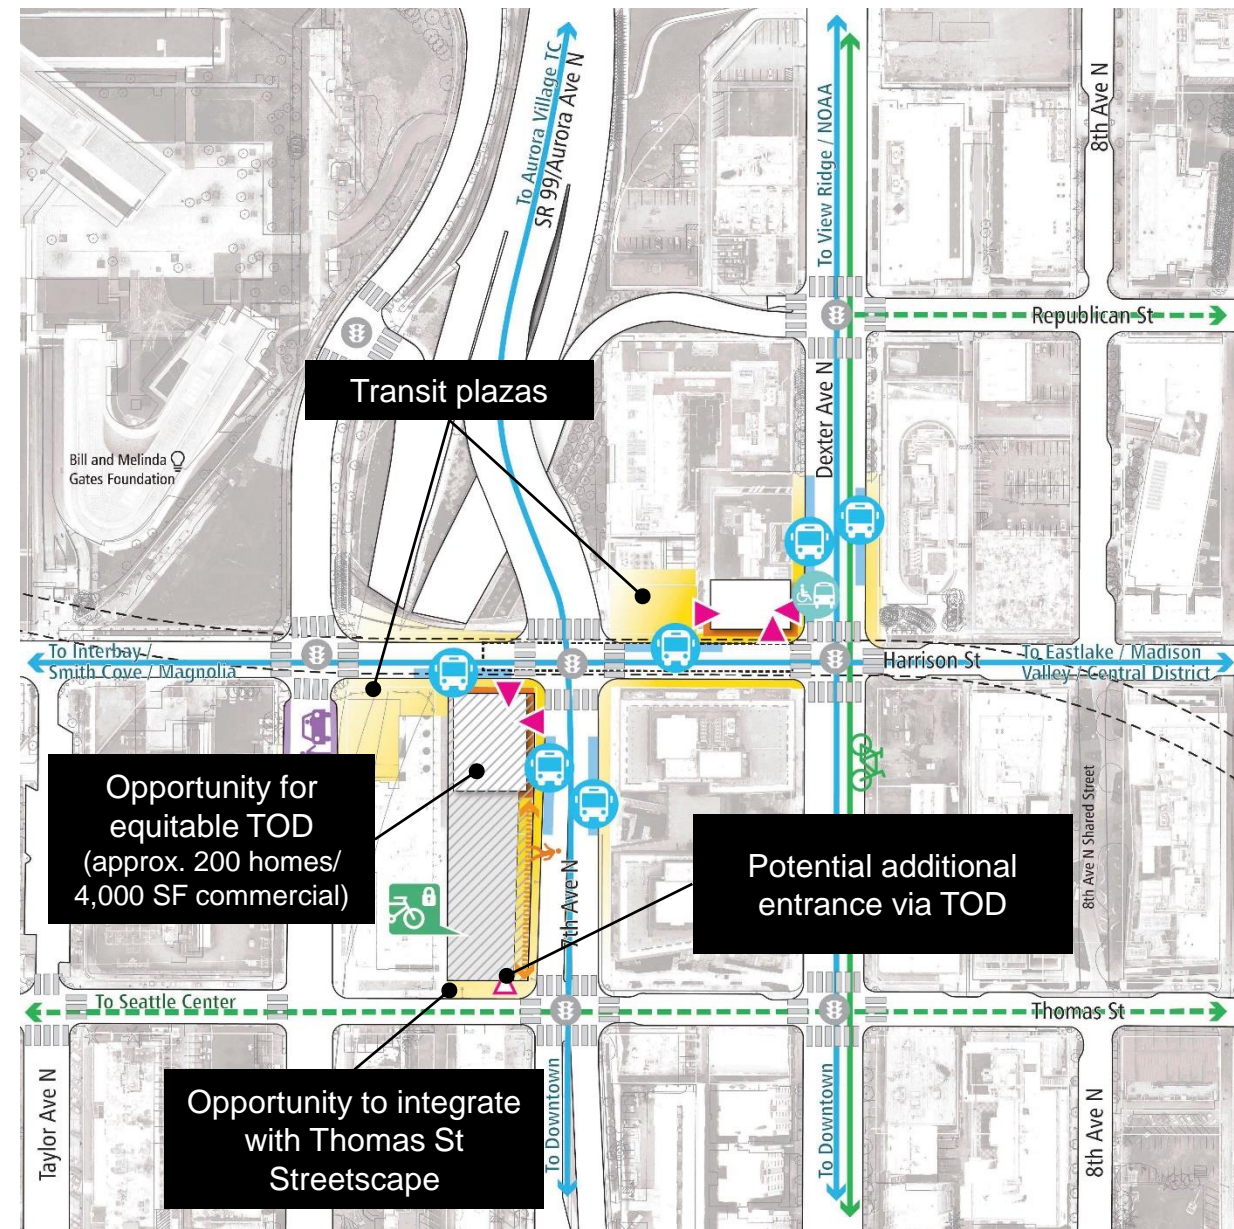 To Aurora Village TC
SR 99/Aurora Ave N
To View Ridge / NOAA
8th Ave N
Republican St
Transit plazas
Dexter Ave N
Bill and Melinda
Gates Foundation
To Interbay /
Smith Cove / Magnolia
Harrison St
To Eastlake / Madison
Valley / Central District
Opportunity for
equitable TOD
(approx. 200 homes/
4,000 SF commercial)
Potential additional
entrance via TOD
8th Ave N Shared Street
7th Ave N
To Seattle Center
Thomas St
Opportunity to integrate
with Thomas St
Streetscape
Taylor Ave N
To Downtown
To Downtown
8th Ave N